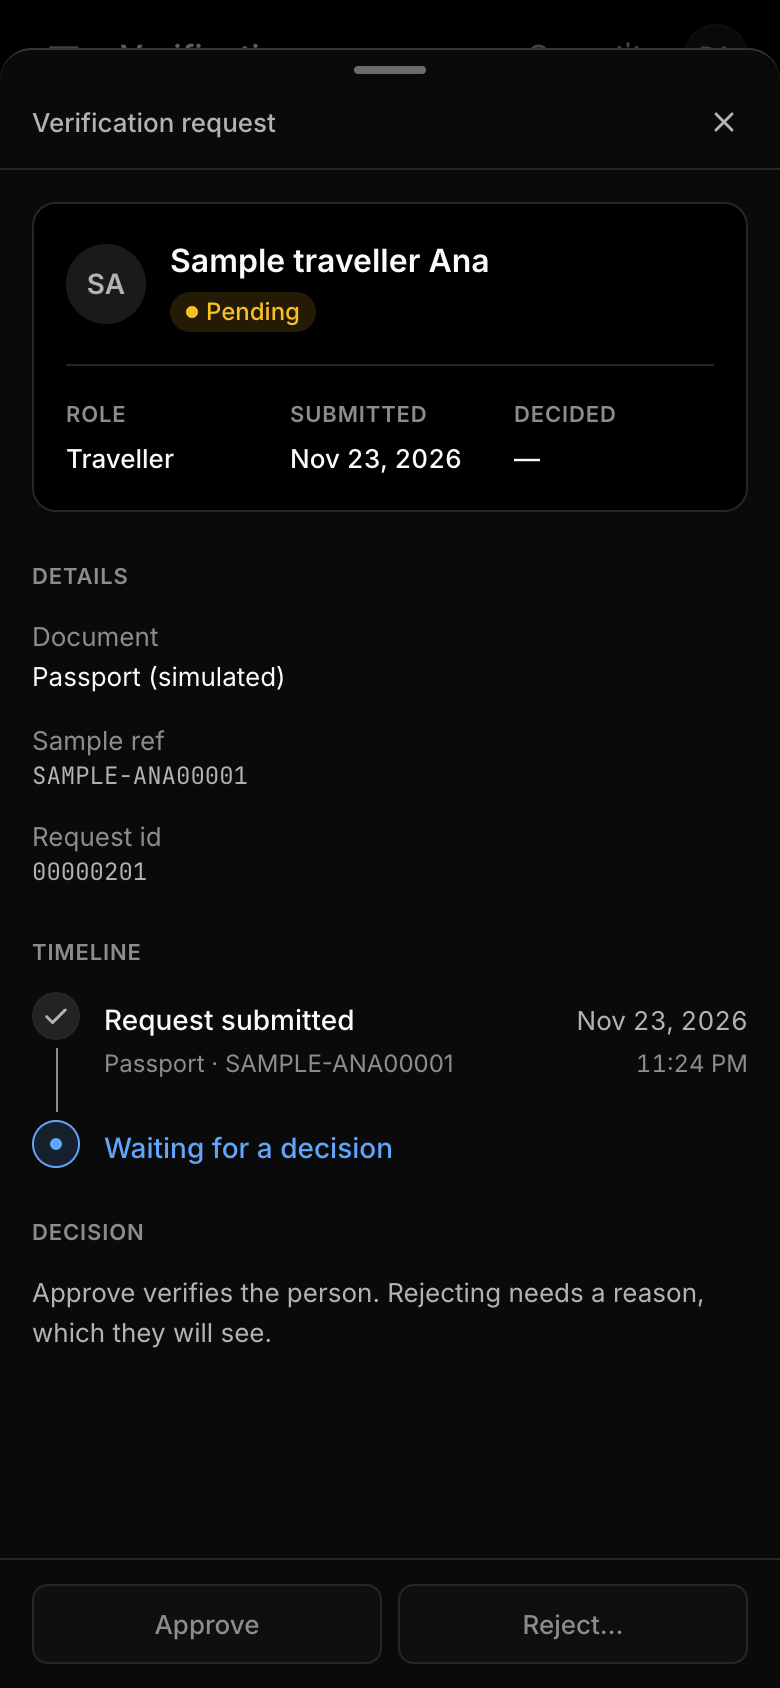 Verification request
SA
Sample traveller Ana
Pending
ROLE
SUBMITTED
DECIDED
Traveller
Nov 23, 2026
—
DETAILS
Document
Passport (simulated)
Sample ref
SAMPLE-ANA00001
Request id
00000201
TIMELINE
Request submitted
Nov 23, 2026
Passport · SAMPLE-ANA00001
11:24 PM
Waiting for a decision
DECISION
Approve verifies the person. Rejecting needs a reason,
which they will see.
Approve
Reject...